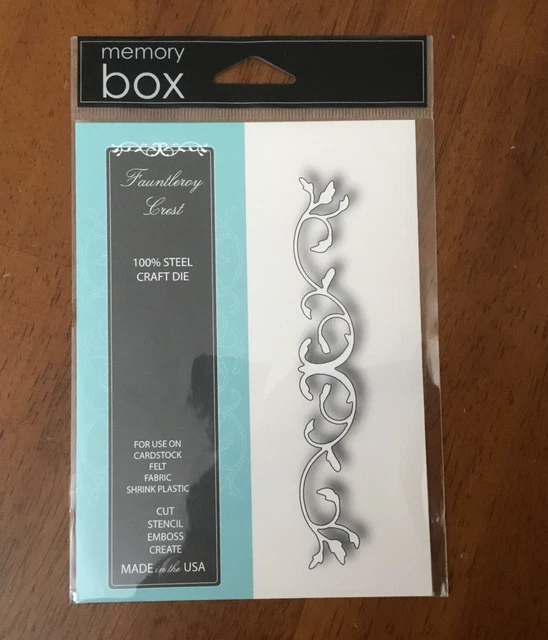 memory
box
Fauntleroy
Crest
100% STEEL
CRAFT DIE
FOR USE ON
CARDSTOCK
FELT
FABRIC
SHRINK PLASTIC
CUT
STENCIL
EMBOSS
CREATE
MADE in the USA